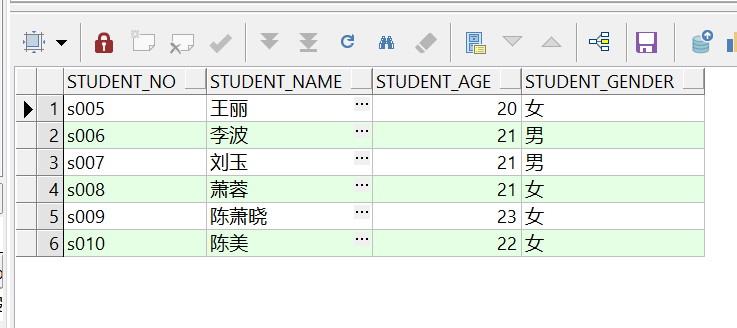 STUDENT_NO STUDENT_NAME STUDENT_AGE STUDENT_GENDER
1 s005 王丽 ... 20 女
2 s006 李波 ... 21 男
3 s007 刘玉 ... 21 男
4 s008 萧蓉 ... 21 女
5 s009 陈萧晓 ... 23 女
6 s010 陈美 ... 22 女